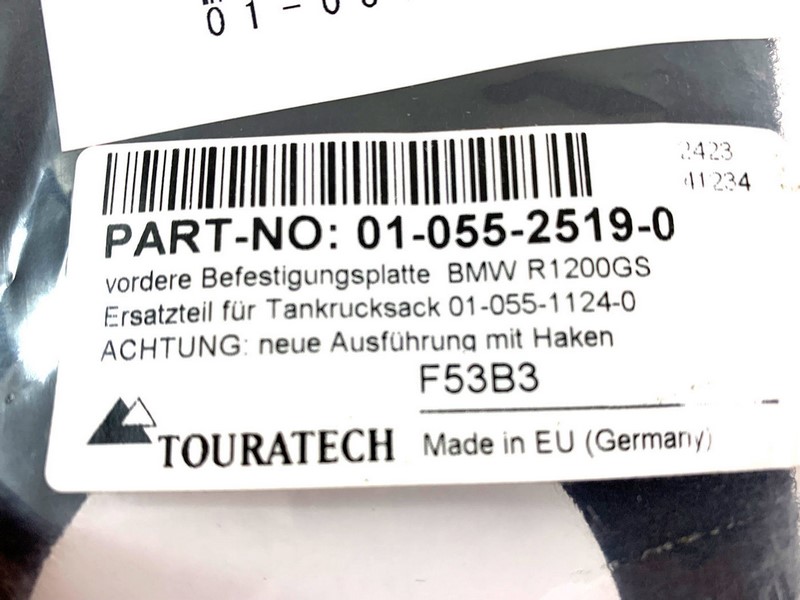 2423
41234
PART-NO: 01-055-2519-0
vordere Befestigungsplatte BMW R1200GS
Ersatzteil für Tankrucksack 01-055-1124-0
ACHTUNG: neue Ausführung mit Haken
F53B3
TOURATECH
Made in EU (Germany)